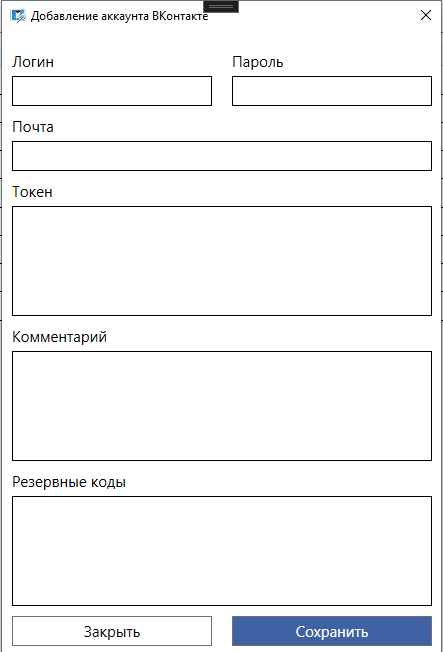 Добавление аккаунта ВКонтакте
Логин Пароль
Почта
Токен
Комментарий
Резервные коды
Закрыть Сохранить